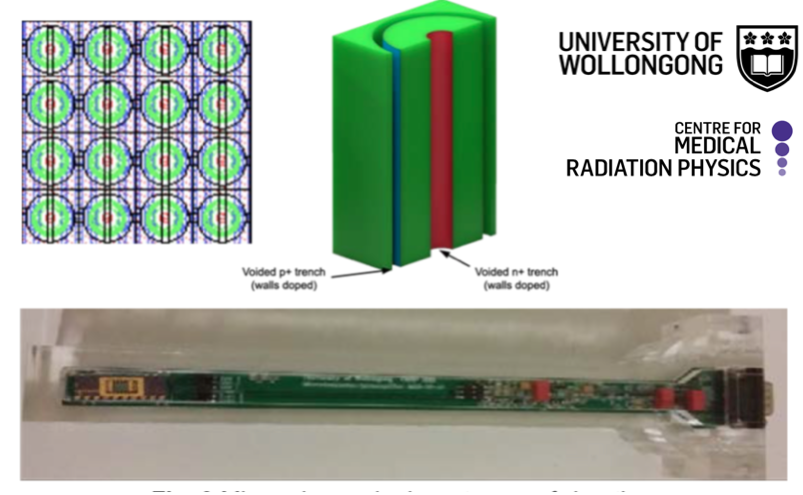 UNIVERSITY OF
WOLLONGONG
CENTRE FOR
MEDICAL
RADIATION PHYSICS
Voided p+ trench
(walls doped)
Voided n+ trench
(walls doped)